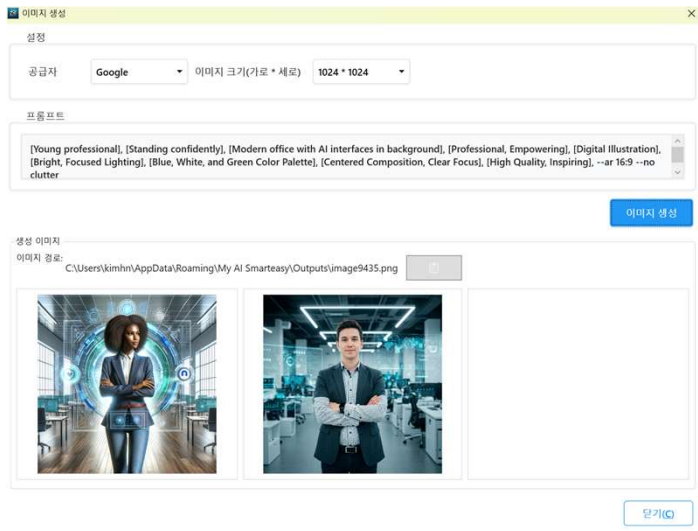 이미지 생성
설정
공급자 Google 이미지 크기(가로 * 세로) 1024 * 1024
프롬프트
[Young professional], [Standing confidently], [Modern office with AI interfaces in background], [Professional, Empowering], [Digital Illustration],
[Bright, Focused Lighting], [Blue, White, and Green Color Palette], [Centered Composition, Clear Focus], [High Quality, Inspiring], --ar 16:9 --no
clutter
이미지 생성
생성 이미지
이미지 경로: C:\Users\kimhn\AppData\Roaming\My AI Smarteasy\Outputs\image9435.png
닫기(C)